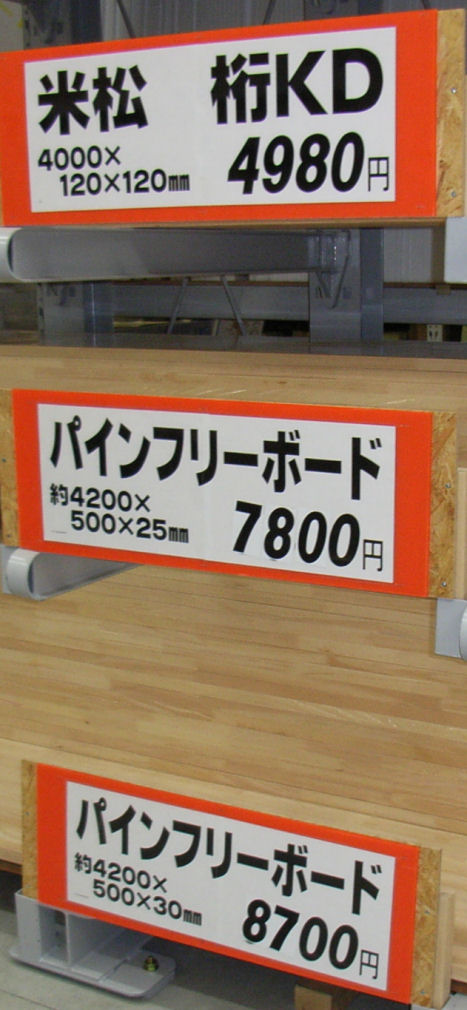 米松 桁KD
4000×
120×120mm 4980円
パインフリーボード
約4200×
500×25mm 7800円
パインフリーボード
約4200×
500×30mm 8700円